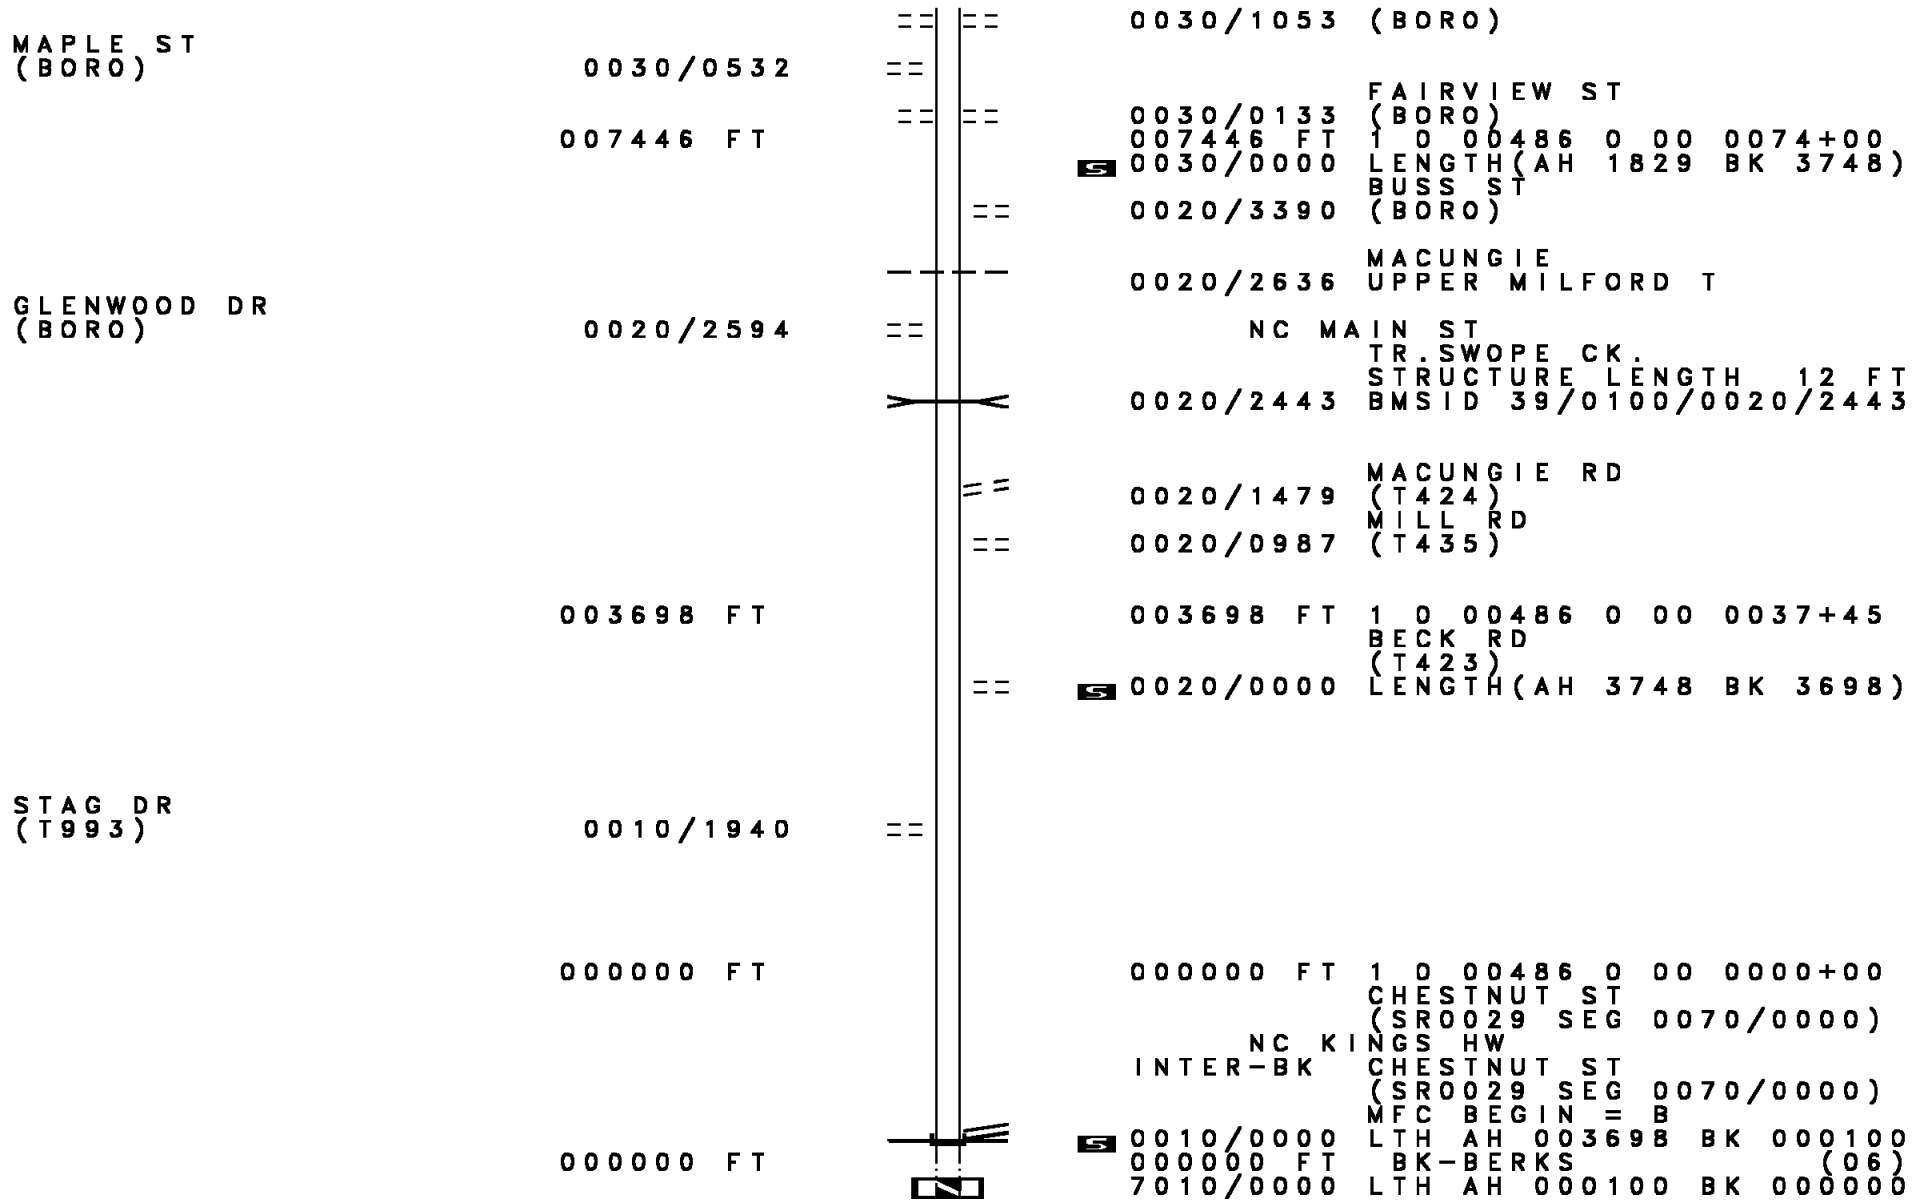 0030/1053 (BORO)
MAPLE ST
(BORO) 0030/0532
FAIRVIEW ST
0030/0133 (BORO)
007446 FT 007446 FT 1 0 00486 0 00 0074+00
S 0030/0000 LENGTH(AH 1829 BK 3748)
BUSS ST
0020/3390 (BORO)
MACUNGIE
0020/2636 UPPER MILFORD T
GLENWOOD DR
(BORO) 0020/2594 NC MAIN ST
TR.SWOPE CK.
STRUCTURE LENGTH 12 FT
0020/2443 BMSID 39/0100/0020/2443
MACUNGIE RD
0020/1479 (T424)
MILL RD
0020/0987 (T435)
003698 FT 003698 FT 1 0 00486 0 00 0037+45
BECK RD
(T423)
S 0020/0000 LENGTH(AH 3748 BK 3698)
STAG DR
(T993) 0010/1940
000000 FT 000000 FT 1 0 00486 0 00 0000+00
CHESTNUT ST
(SR0029 SEG 0070/0000)
NC KINGS HW
INTER-BK CHESTNUT ST
(SR0029 SEG 0070/0000)
MFC BEGIN = B
S 0010/0000 LTH AH 003698 BK 000100
000000 FT 000000 FT BK-BERKS (06)
7010/0000 LTH AH 000100 BK 000000